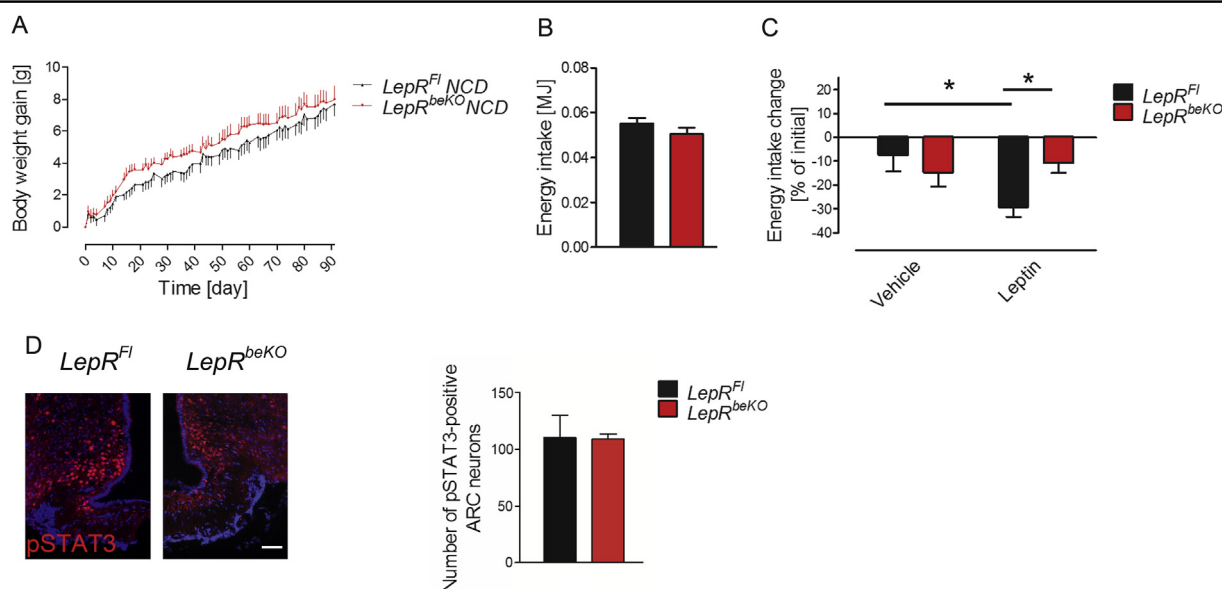 A
Body weight gain [g]
10
8
6
4
2
0
0
10
20
30
40
50
60
70
80
90
Time [day]
LepR^Fl NCD
LepR^beKO NCD
B
Energy intake [MJ]
0.08
0.06
0.04
0.02
0.00
C
Energy intake change
[% of initial]
20
10
0
-10
-20
-30
-40
*
*
Vehicle
Leptin
LepR^Fl
LepR^beKO
D
LepR^Fl
LepR^beKO
pSTAT3
Number of pSTAT3-positive
ARC neurons
150
100
50
0
LepR^Fl
LepR^beKO